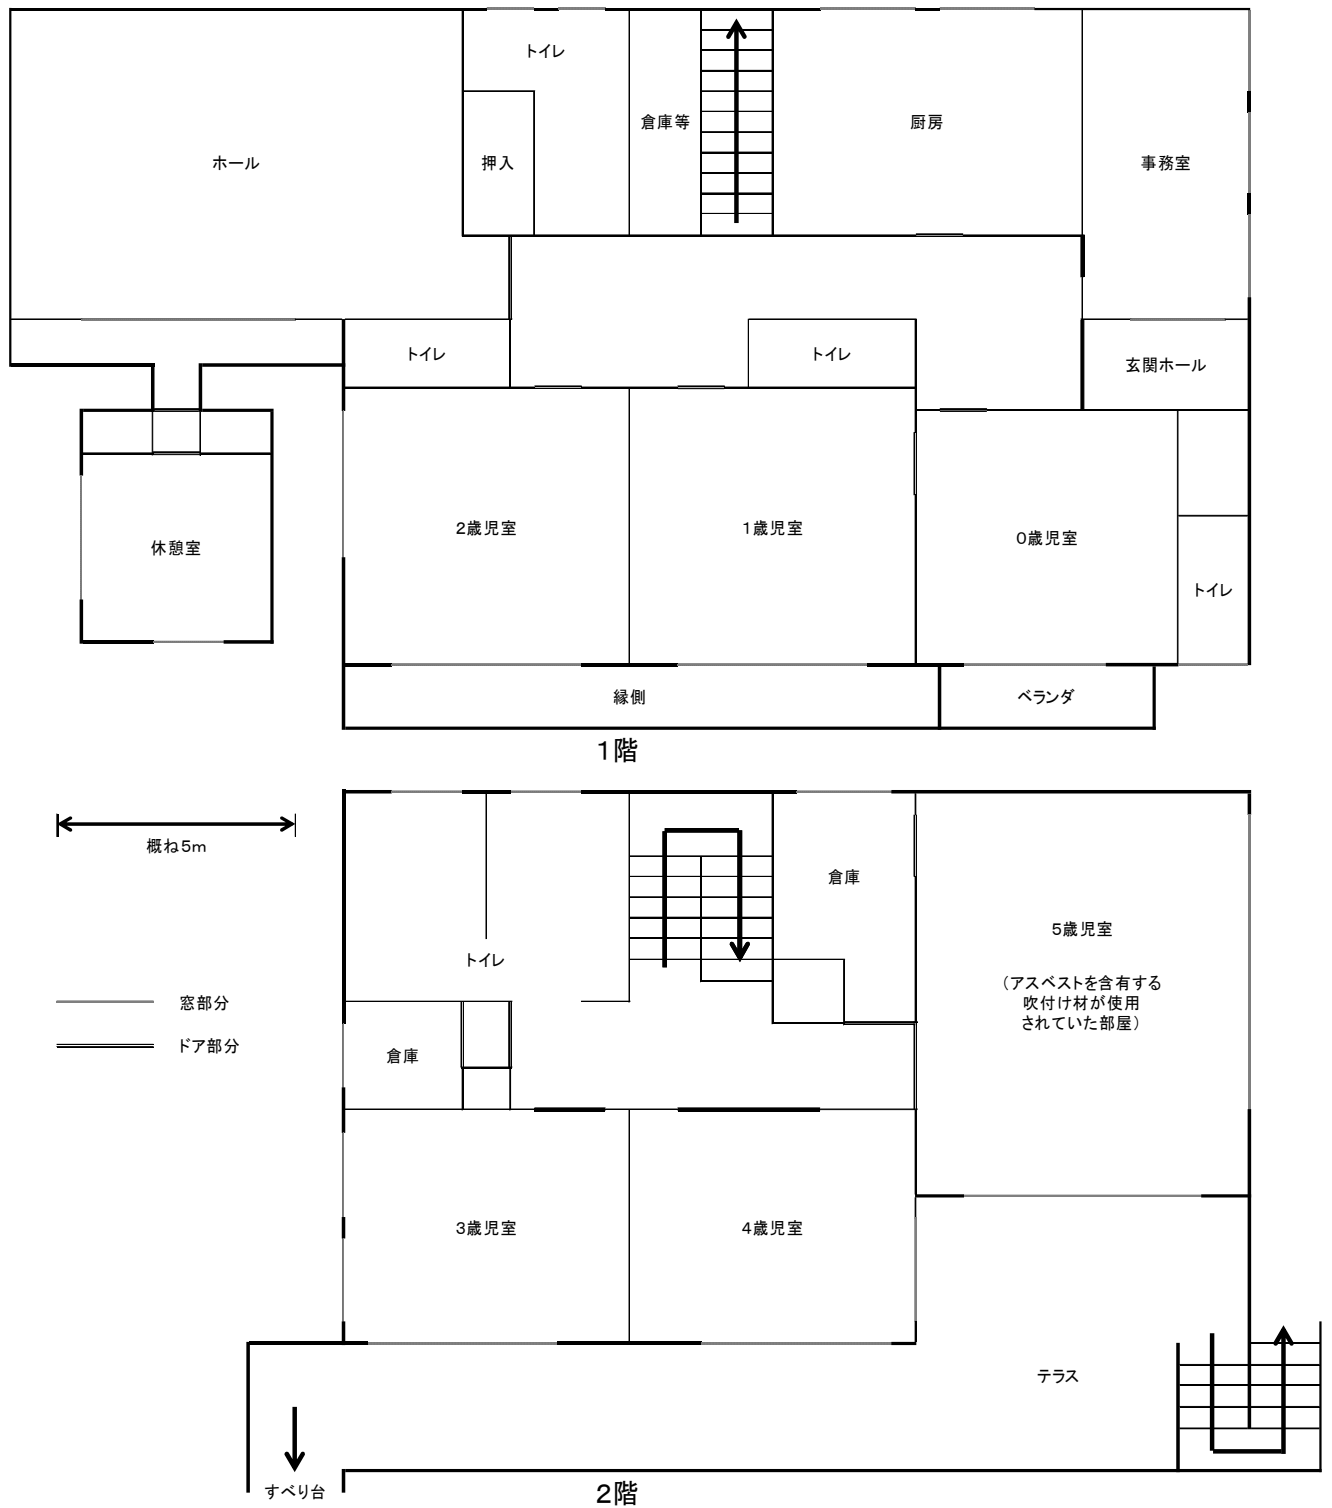 トイレ
倉庫等
厨房
ホール
押入
事務室
トイレ
トイレ
玄関ホール
2歳児室
1歳児室
0歳児室
休憩室
トイレ
縁側
ベランダ
1階
概ね5m
倉庫
5歳児室
トイレ
(アスベストを含有する
吹付け材が使用
されていた部屋)
窓部分
ドア部分
倉庫
3歳児室
4歳児室
テラス
すべり台
2階